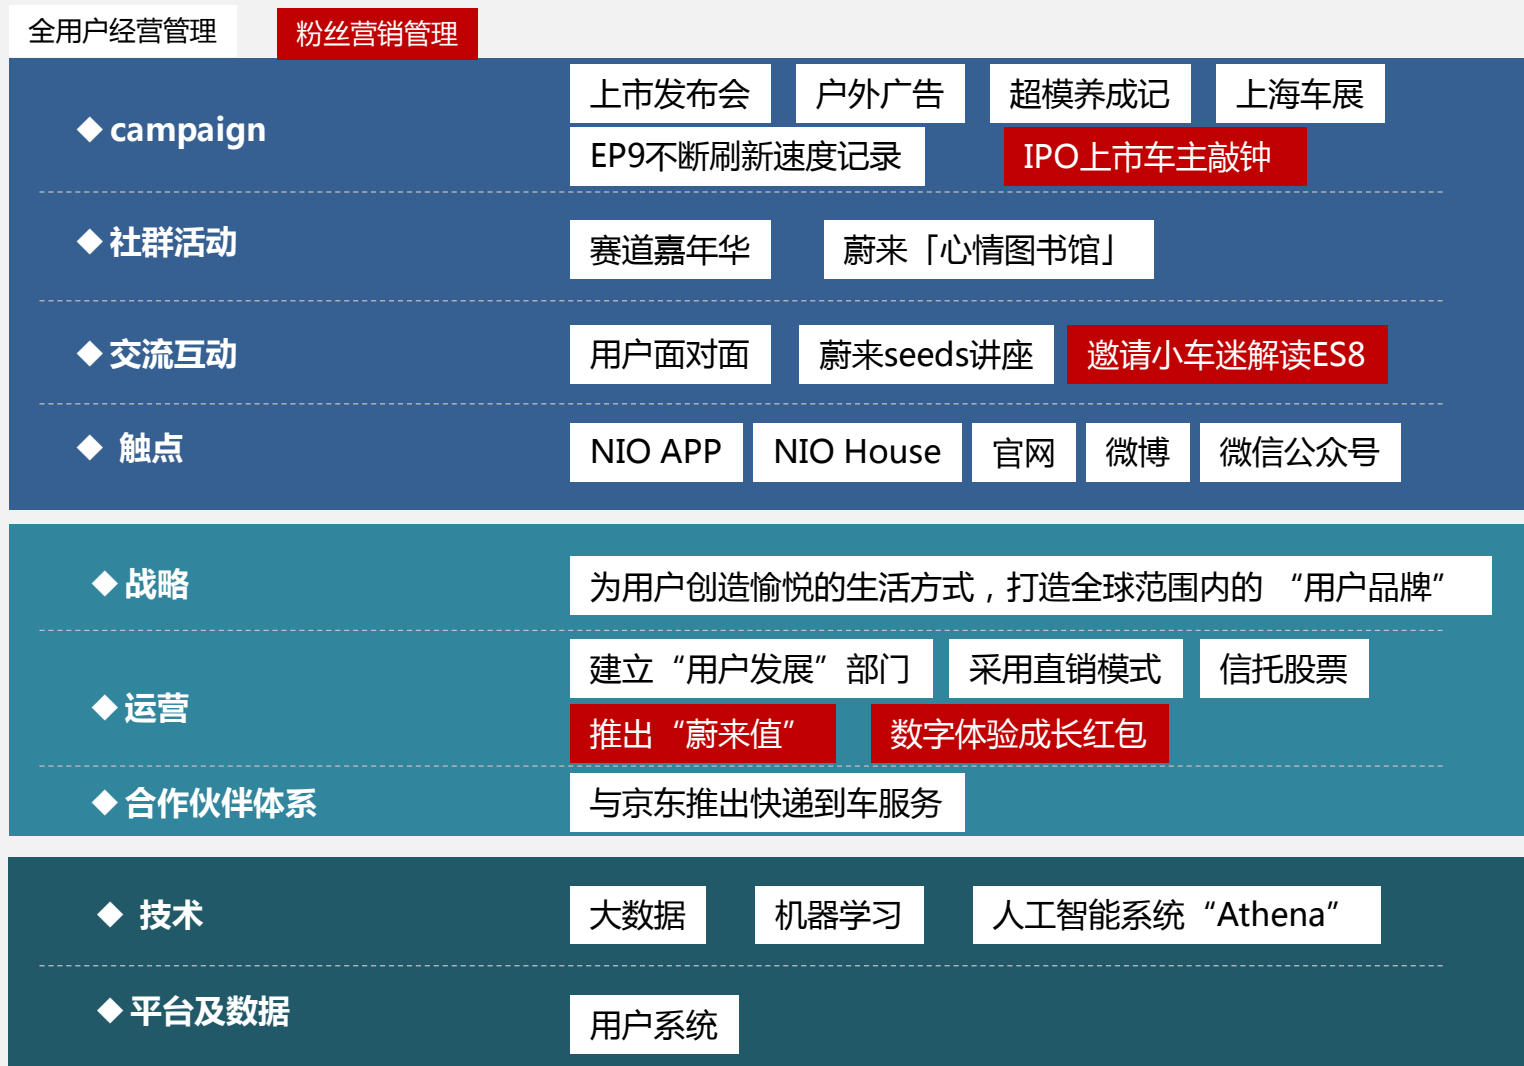 全用户经营管理 粉丝营销管理
◆ campaign
上市发布会 户外广告 超模养成记 上海车展
EP9不断刷新速度记录 IPO上市车主敲钟
◆ 社群活动 赛道嘉年华 蔚来「心情图书馆」
◆ 交流互动 用户面对面 蔚来seeds讲座 邀请小车迷解读ES8
◆ 触点 NIO APP NIO House 官网 微博 微信公众号
◆ 战略 为用户创造愉悦的生活方式，打造全球范围内的 “用户品牌”
◆ 运营
建立“用户发展”部门 采用直销模式 信托股票
推出“蔚来值” 数字体验成长红包
◆ 合作伙伴体系 与京东推出快递到车服务
◆ 技术 大数据 机器学习 人工智能系统“Athena”
◆ 平台及数据 用户系统